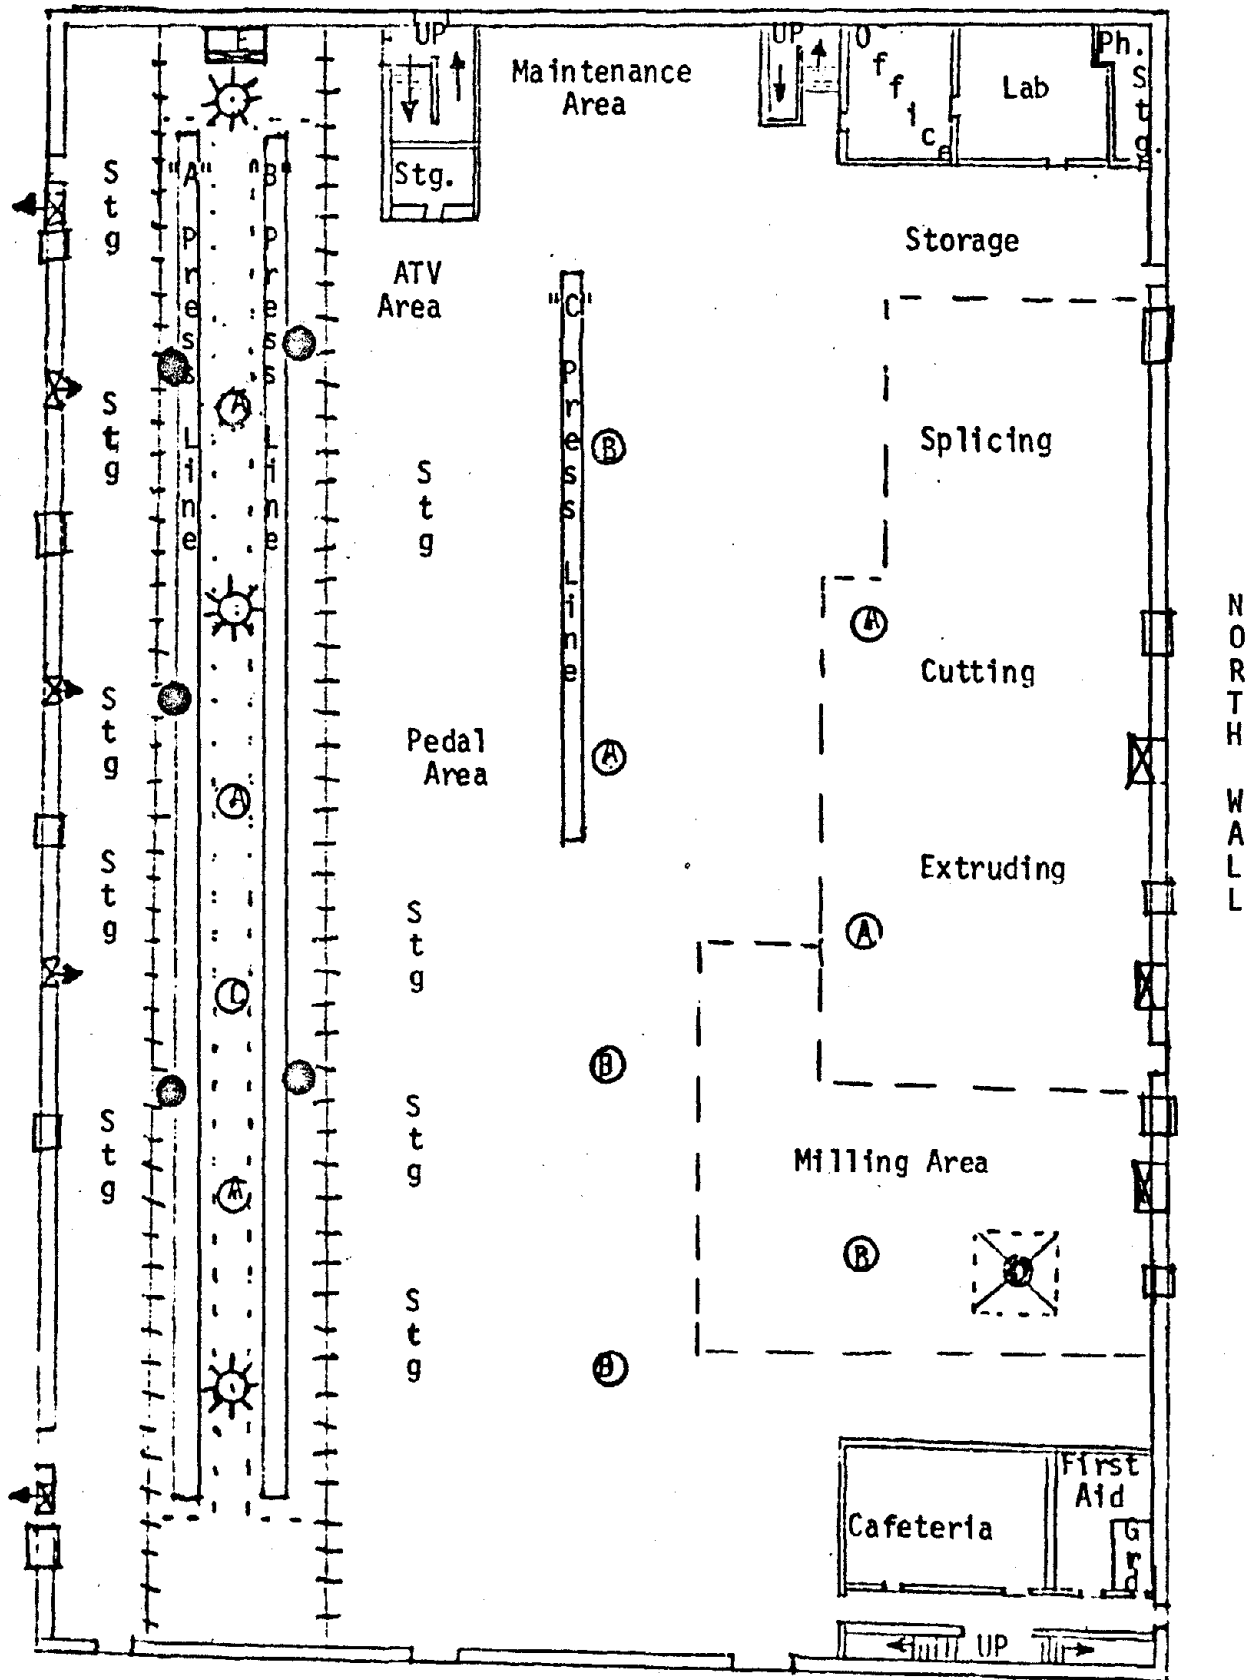 UP
UP
Office
Ph.
Stg
Maintenance
Area
Lab
Stg
"A" Press Line
"B" Press Line
Stg.
Storage
ATV
Area
"C" Press Line
Stg
Splicing
A
B
Stg
A
Cutting
NORTH WALL
Stg
Pedal
Area
A
A
Stg
Extruding
Stg
A
C
B
Stg
Stg
Milling Area
A
B
Stg
B
First
Aid
Cafeteria
Grd
UP